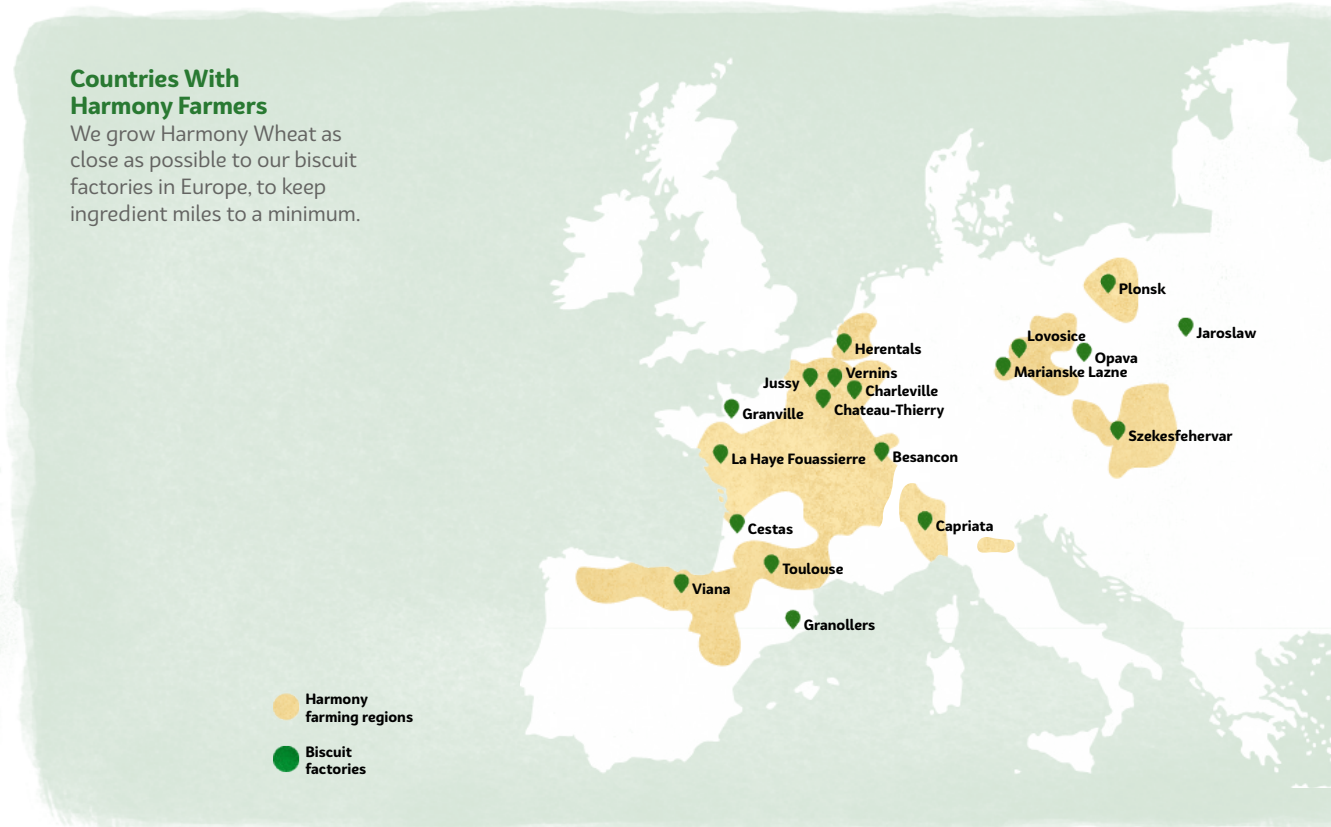 Countries With
Harmony Farmers
We grow Harmony Wheat as
close as possible to our biscuit
factories in Europe, to keep
ingredient miles to a minimum.
Plonsk
Jaroslaw
Lovosice
Opava
Marianske Lazne
Herentals
Vernins
Jussy
Charleville
Chateau-Thierry
Granville
Szekesfehervar
La Haye Fouassierre
Besancon
Cestas
Capriata
Toulouse
Viana
Granollers
Harmony
farming regions
Biscuit
factories